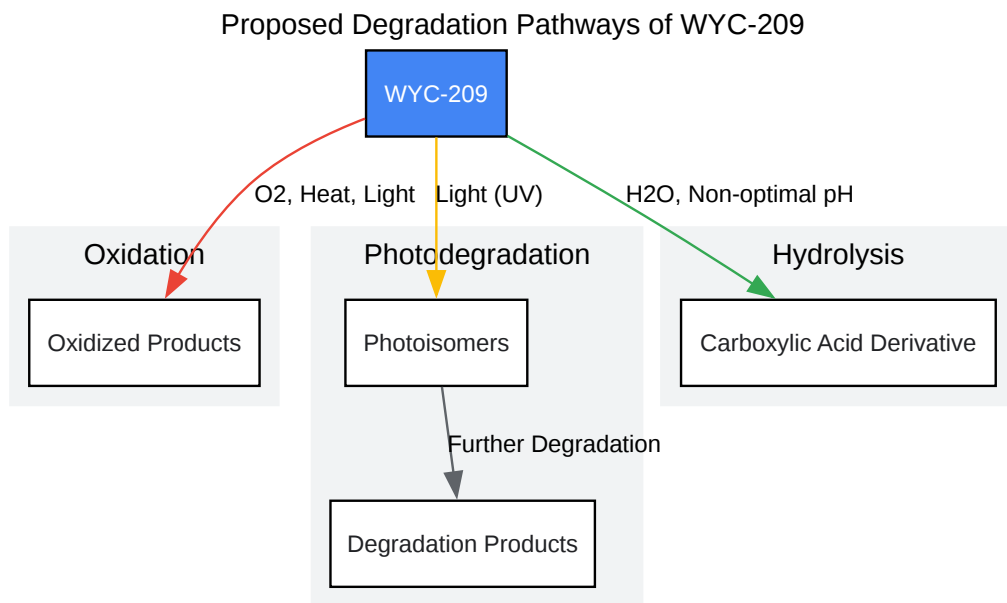 Proposed Degradation Pathways of WYC-209
WYC-209
O2, Heat, Light
Light (UV)
H2O, Non-optimal pH
Oxidation
Photodegradation
Hydrolysis
Oxidized Products
Photoisomers
Carboxylic Acid Derivative
Further Degradation
Degradation Products